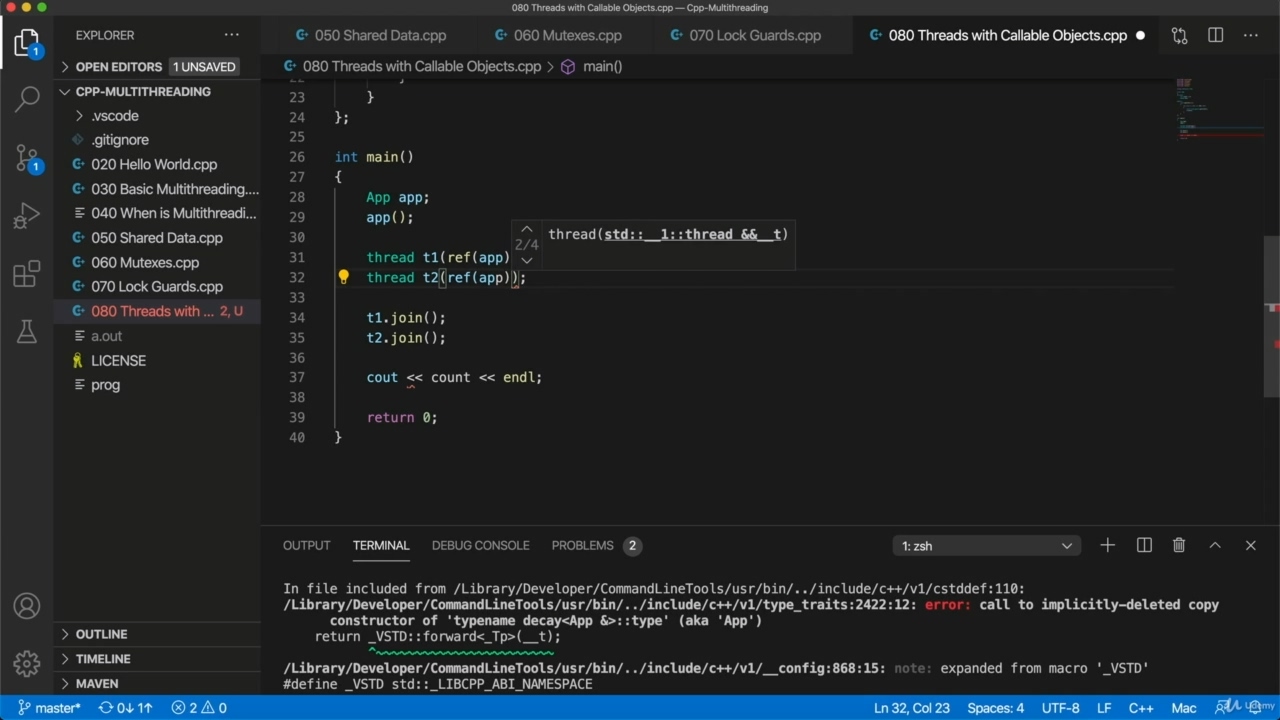 080 Threads with Callable Objects.cpp — Cpp-Multithreading
EXPLORER
050 Shared Data.cpp
060 Mutexes.cpp
070 Lock Guards.cpp
080 Threads with Callable Objects.cpp
OPEN EDITORS 1 UNSAVED
080 Threads with Callable Objects.cpp > main()
CPP-MULTITHREADING
.vscode
.gitignore
020 Hello World.cpp
030 Basic Multithreading....
040 When is Multithreadi...
050 Shared Data.cpp
060 Mutexes.cpp
070 Lock Guards.cpp
080 Threads with ... 2, U
a.out
LICENSE
prog
OUTLINE
TIMELINE
MAVEN
1
1
22
23 }
24 };
25
26 int main()
27 {
28 App app;
29 app();
30
31 thread t1(ref(app)
32 thread t2(ref(app));
33
34 t1.join();
35 t2.join();
36
37 cout << count << endl;
38
39 return 0;
40 }
2/4 thread(std::__1::thread &&__t)
OUTPUT TERMINAL DEBUG CONSOLE PROBLEMS 2
1: zsh
In file included from /Library/Developer/CommandLineTools/usr/bin/../include/c++/v1/cstddef:110:
/Library/Developer/CommandLineTools/usr/bin/../include/c++/v1/type_traits:2422:12: error: call to implicitly-deleted copy
constructor of 'typename decay<App &>::type' (aka 'App')
return _VSTD::forward<_Tp>(__t);
^~~~~~~~~~~~~~~~~~~~~~~
/Library/Developer/CommandLineTools/usr/bin/../include/c++/v1/__config:868:15: note: expanded from macro '_VSTD'
#define _VSTD std::_LIBCPP_ABI_NAMESPACE
master* 0↓ 1↑ 2 0
Ln 32, Col 23 Spaces: 4 UTF-8 LF C++ Mac
Udemy